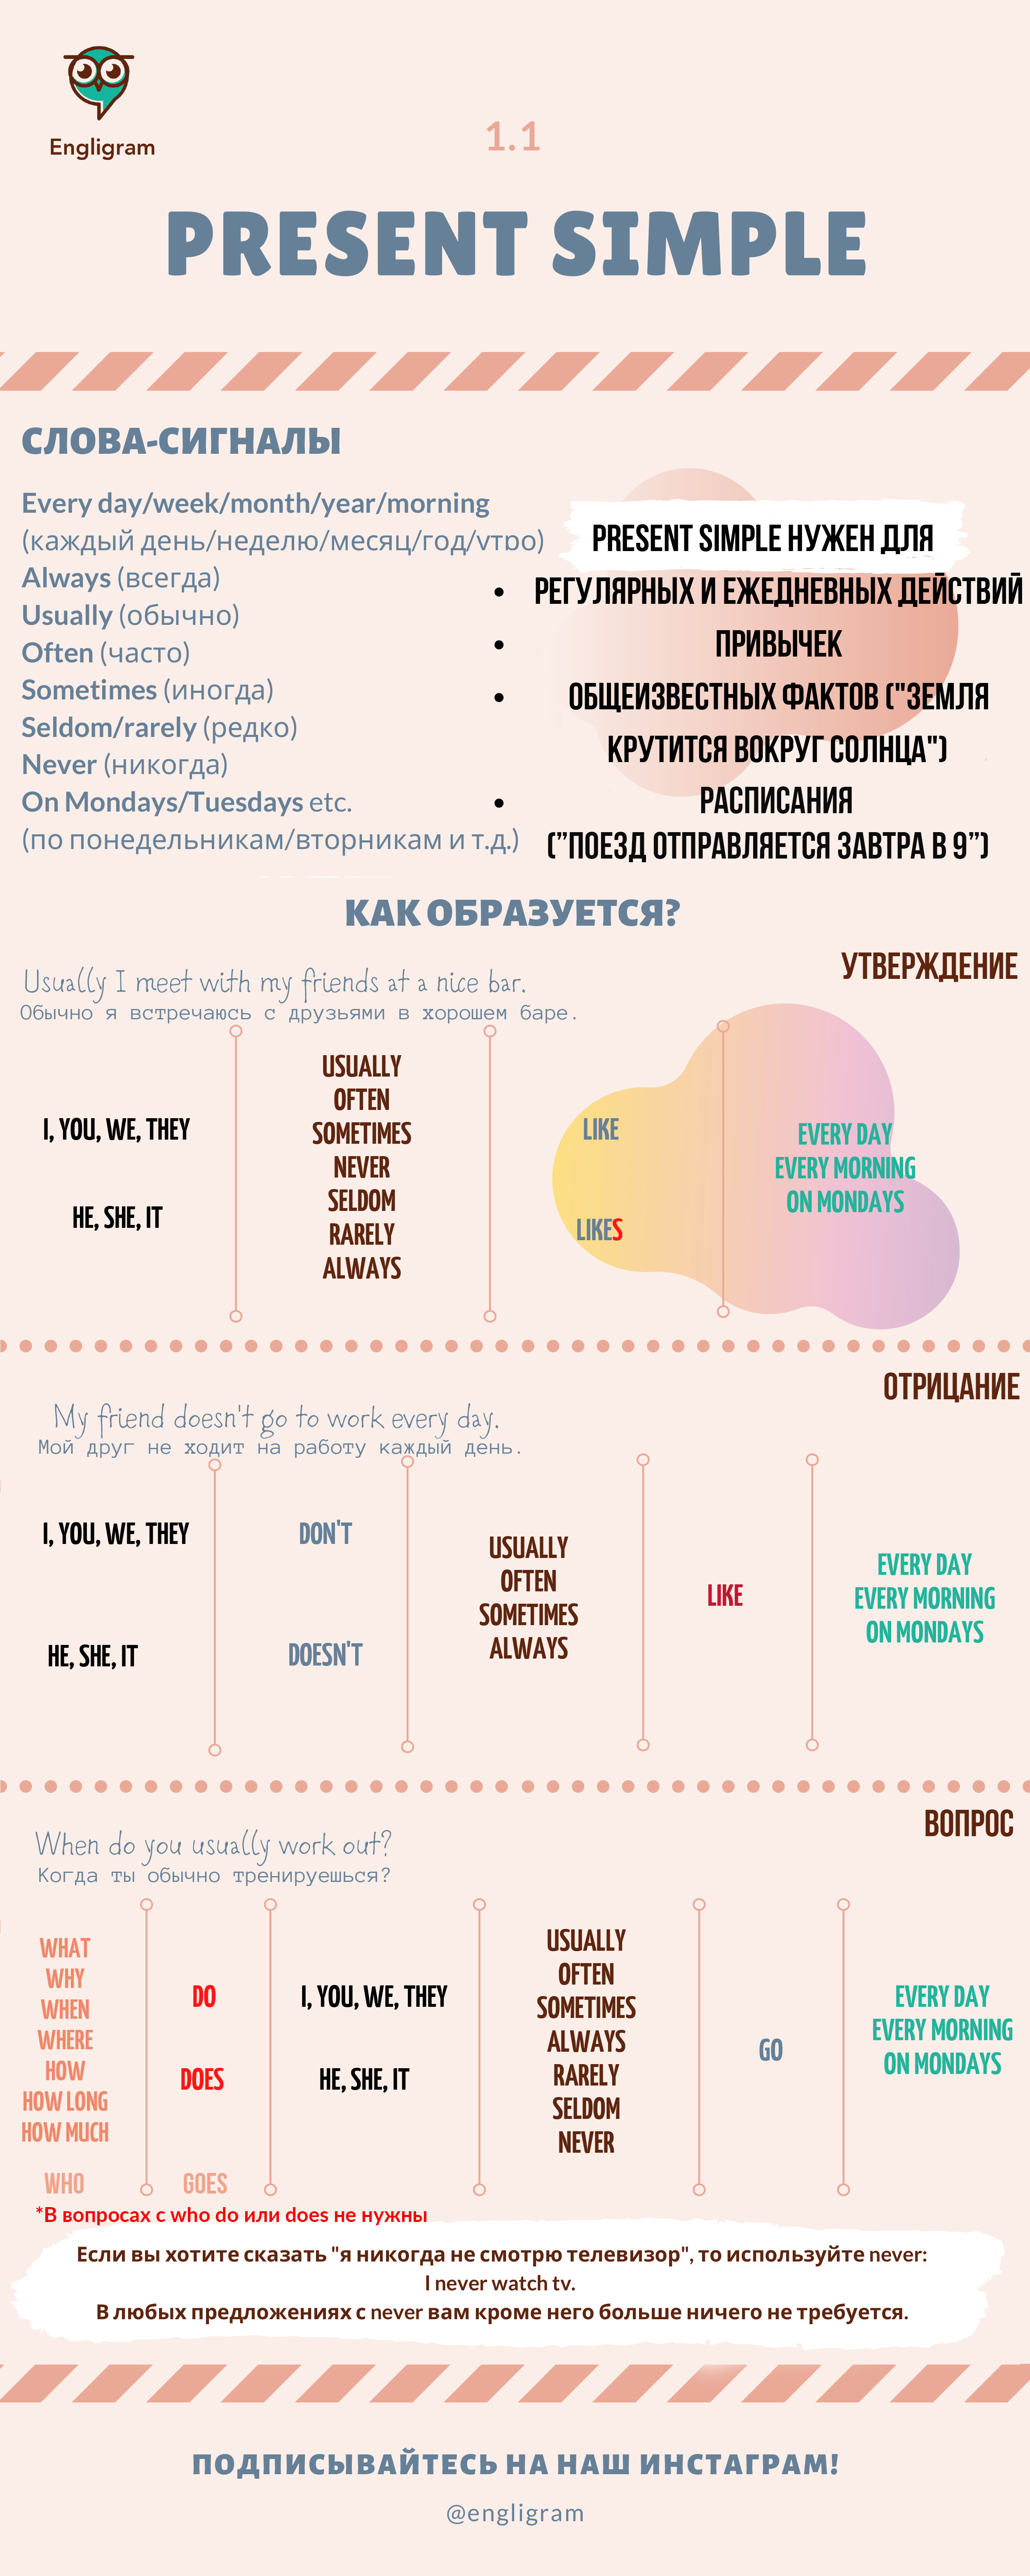 Engligram
1.1
PRESENT SIMPLE
СЛОВА-СИГНАЛЫ
Every day/week/month/year/morning
(каждый день/неделю/месяц/год/утро)
Always (всегда)
Usually (обычно)
Often (часто)
Sometimes (иногда)
Seldom/rarely (редко)
Never (никогда)
On Mondays/Tuesdays etc.
(по понедельникам/вторникам и т.д.)
PRESENT SIMPLE НУЖЕН ДЛЯ
• РЕГУЛЯРНЫХ И ЕЖЕДНЕВНЫХ ДЕЙСТВИЙ
• ПРИВЫЧЕК
• ОБЩЕИЗВЕСТНЫХ ФАКТОВ ("ЗЕМЛЯ
КРУТИТСЯ ВОКРУГ СОЛНЦА")
• РАСПИСАНИЯ
("ПОЕЗД ОТПРАВЛЯЕТСЯ ЗАВТРА В 9")
КАК ОБРАЗУЕТСЯ?
УТВЕРЖДЕНИЕ
Usually I meet with my friends at a nice bar.
Обычно я встречаюсь с друзьями в хорошем баре.
I, YOU, WE, THEY
HE, SHE, IT
USUALLY
OFTEN
SOMETIMES
NEVER
SELDOM
RARELY
ALWAYS
LIKE
LIKES
EVERY DAY
EVERY MORNING
ON MONDAYS
ОТРИЦАНИЕ
My friend doesn't go to work every day.
Мой друг не ходит на работу каждый день.
I, YOU, WE, THEY
HE, SHE, IT
DON'T
DOESN'T
USUALLY
OFTEN
SOMETIMES
ALWAYS
LIKE
EVERY DAY
EVERY MORNING
ON MONDAYS
ВОПРОС
When do you usually work out?
Когда ты обычно тренируешься?
WHAT
WHY
WHEN
WHERE
HOW
HOW LONG
HOW MUCH
WHO
DO
DOES
GOES
I, YOU, WE, THEY
HE, SHE, IT
USUALLY
OFTEN
SOMETIMES
ALWAYS
RARELY
SELDOM
NEVER
GO
EVERY DAY
EVERY MORNING
ON MONDAYS
*В вопросах с who do или does не нужны
Если вы хотите сказать "я никогда не смотрю телевизор", то используйте never:
I never watch tv.
В любых предложениях с never вам кроме него больше ничего не требуется.
ПОДПИСЫВАЙТЕСЬ НА НАШ ИНСТАГРАМ!
@engligram